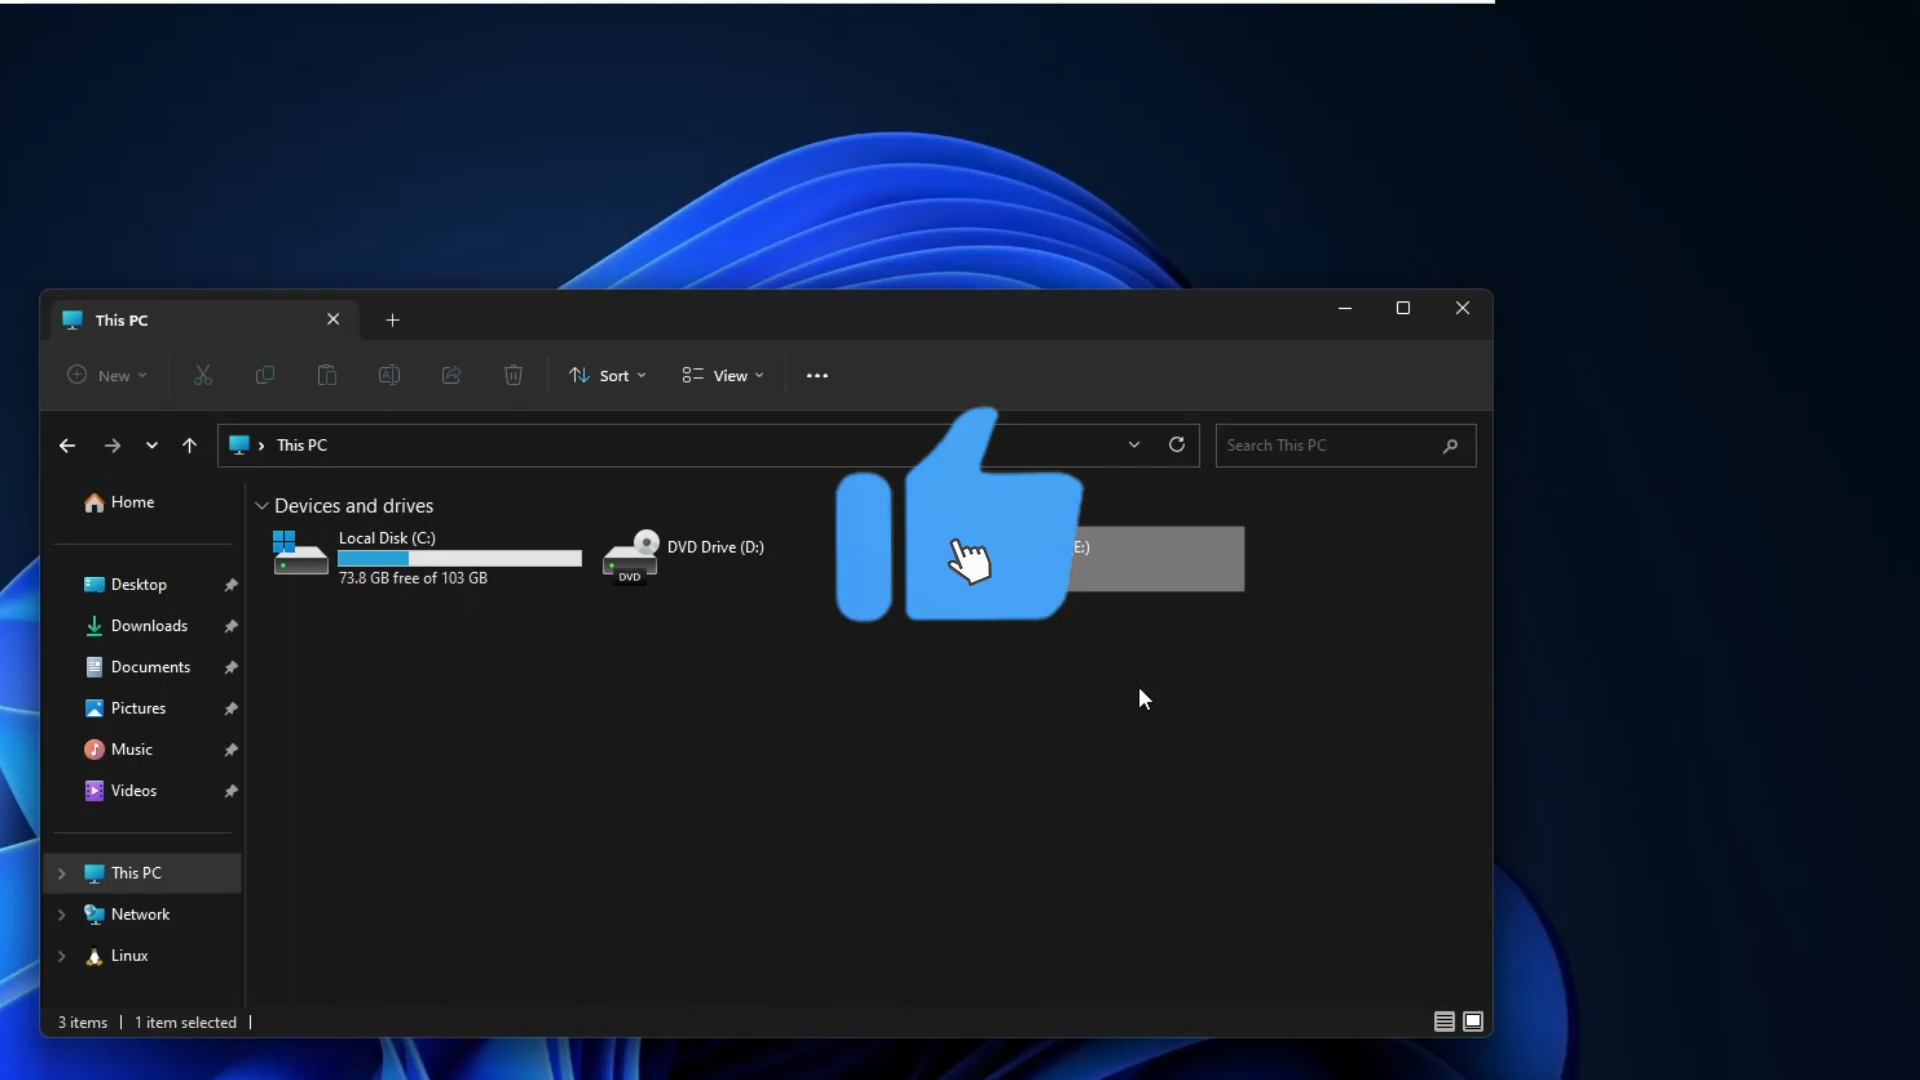 This PC
New
Sort
View
This PC
Search This PC
Home
Devices and drives
Local Disk (C:)
73.8 GB free of 103 GB
DVD
DVD Drive (D:)
E:)
Desktop
Downloads
Documents
Pictures
Music
Videos
This PC
Network
Linux
3 items
1 item selected